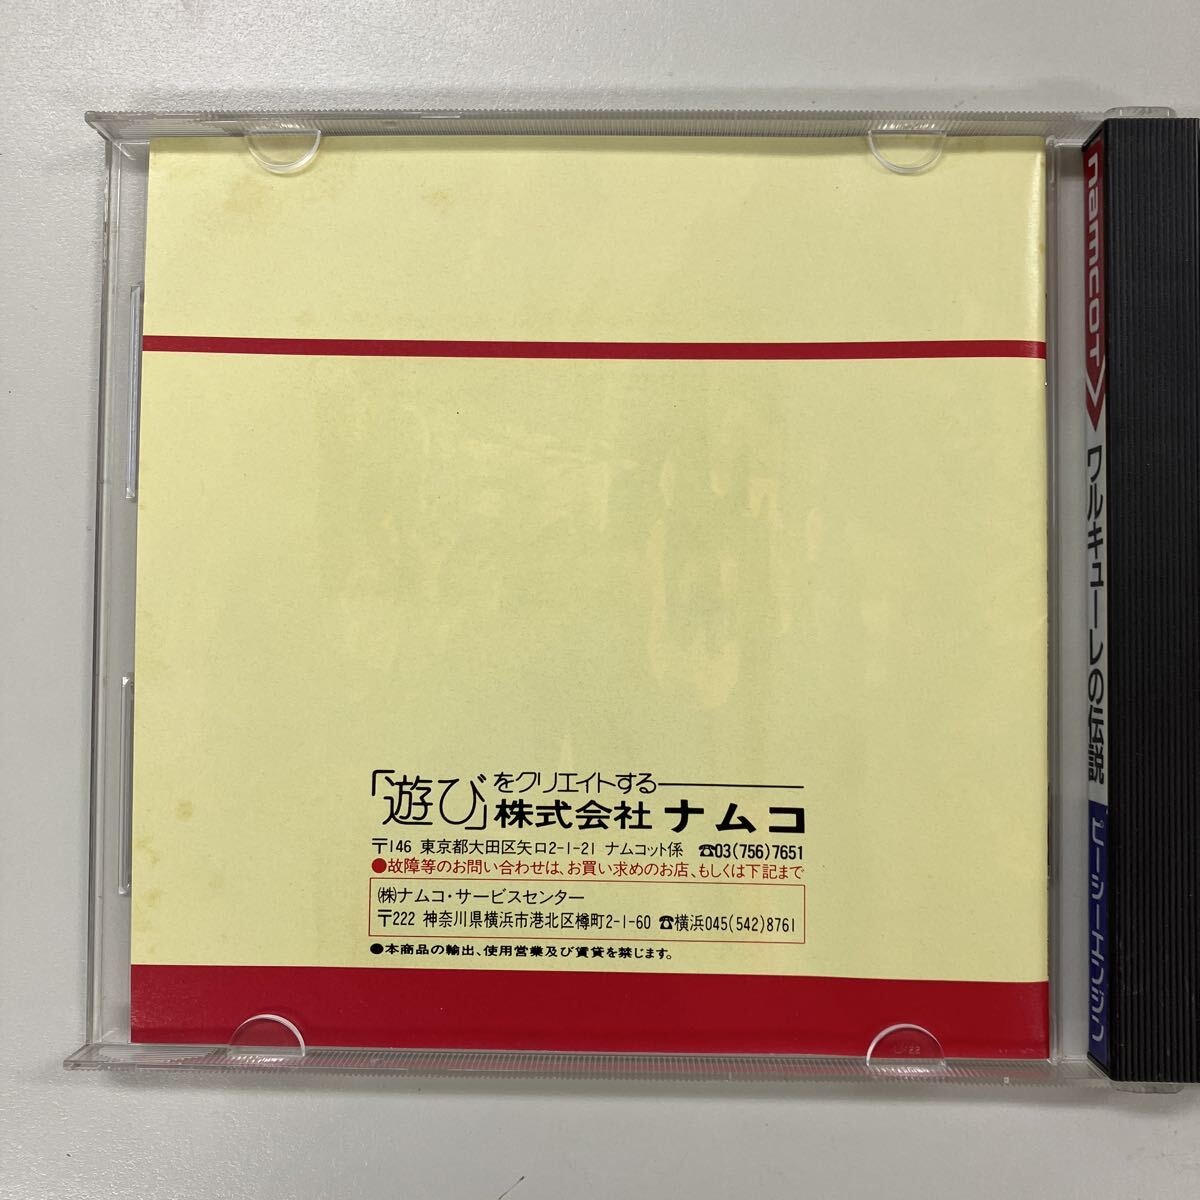 「遊び」をクリエイトする
株式会社ナムコ
〒146 東京都大田区矢口2-1-21 ナムコット係 ☎03(756)7651
●故障等のお問い合わせは、お買い求めのお店、もしくは下記まで
㈱ナムコ・サービスセンター
〒222 神奈川県横浜市港北区樽町2-1-60 ☎横浜045(542)8761
●本商品の輸出、使用営業及び賃貸を禁じます。
namcoT
ワルキューレの伝説
ピーシーエンジン